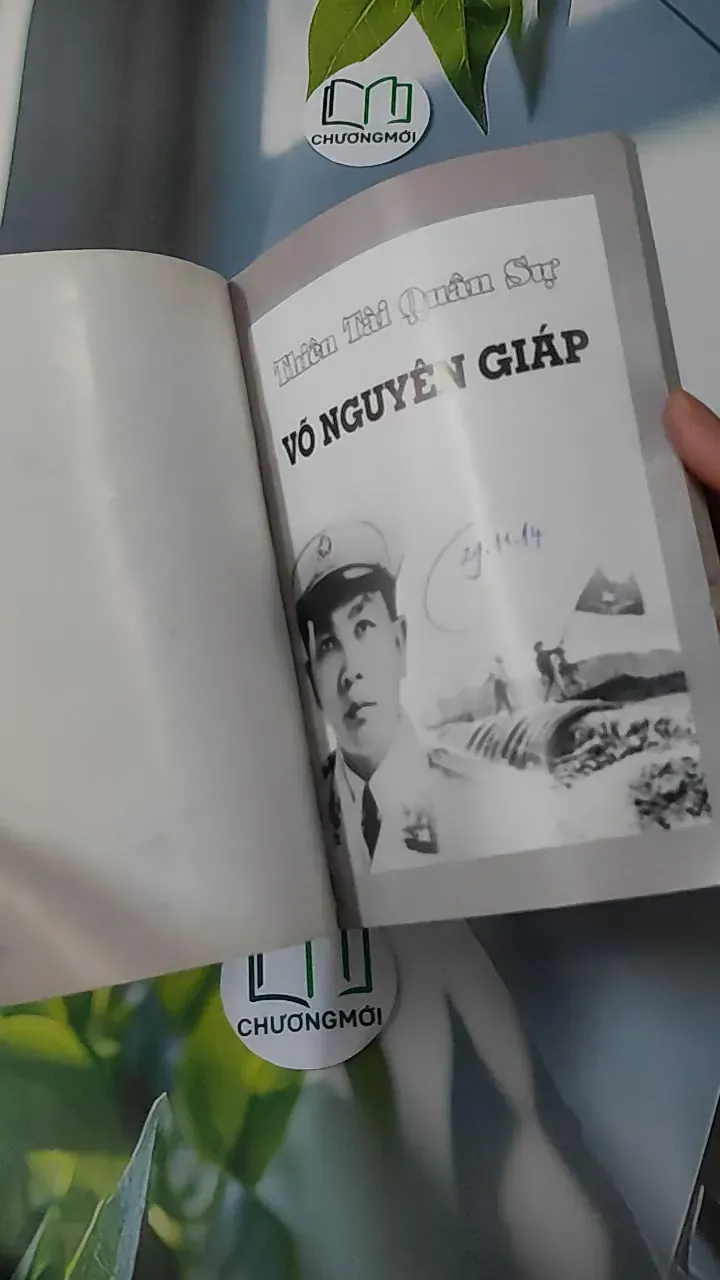 CHƯƠNGMỚI
Thiên Tài Quân Sự
VÕ NGUYÊN GIÁP
29.11.14
CHƯƠNGMỚI